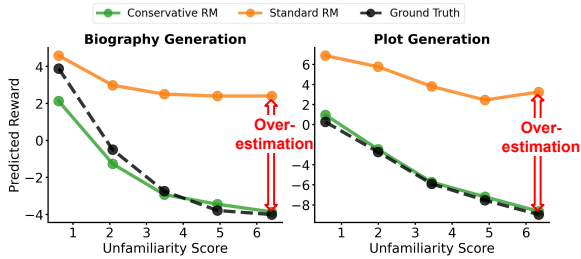 Conservative RM Standard RM Ground Truth
Biography Generation
Predicted Reward
4
2
0
−2
−4
Over-
estimation
1 2 3 4 5 6
Unfamiliarity Score
Plot Generation
6
4
2
0
−2
−4
−6
−8
Over-
estimation
1 2 3 4 5 6
Unfamiliarity Score